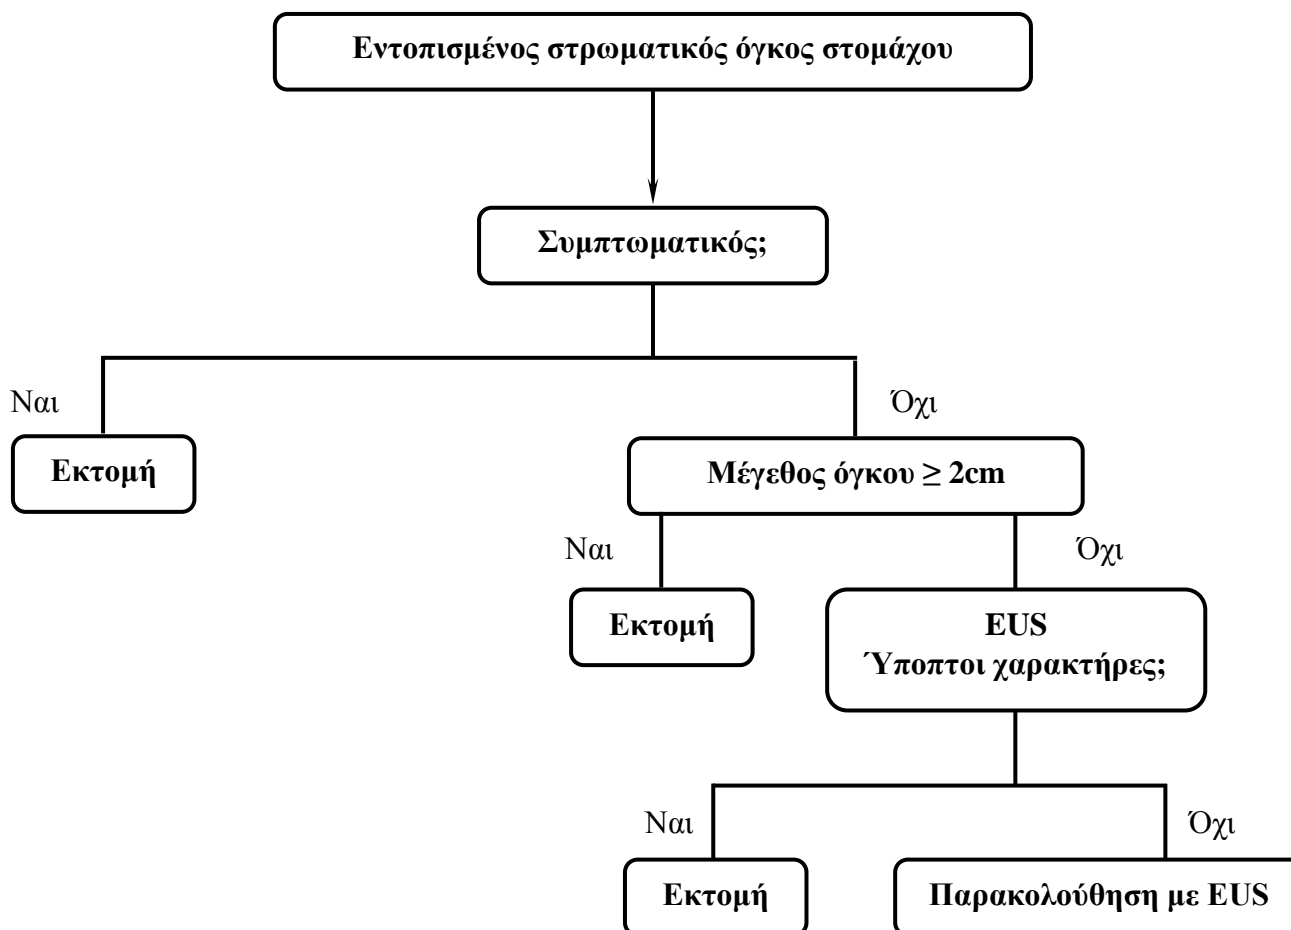 Εντοπισμένος στρωματικός όγκος στομάχου
Συμπτωματικός;
Ναι
Όχι
Εκτομή
Μέγεθος όγκου ≥ 2cm
Ναι
Όχι
Εκτομή
EUS
Ύποπτοι χαρακτήρες;
Ναι
Όχι
Εκτομή
Παρακολούθηση με EUS